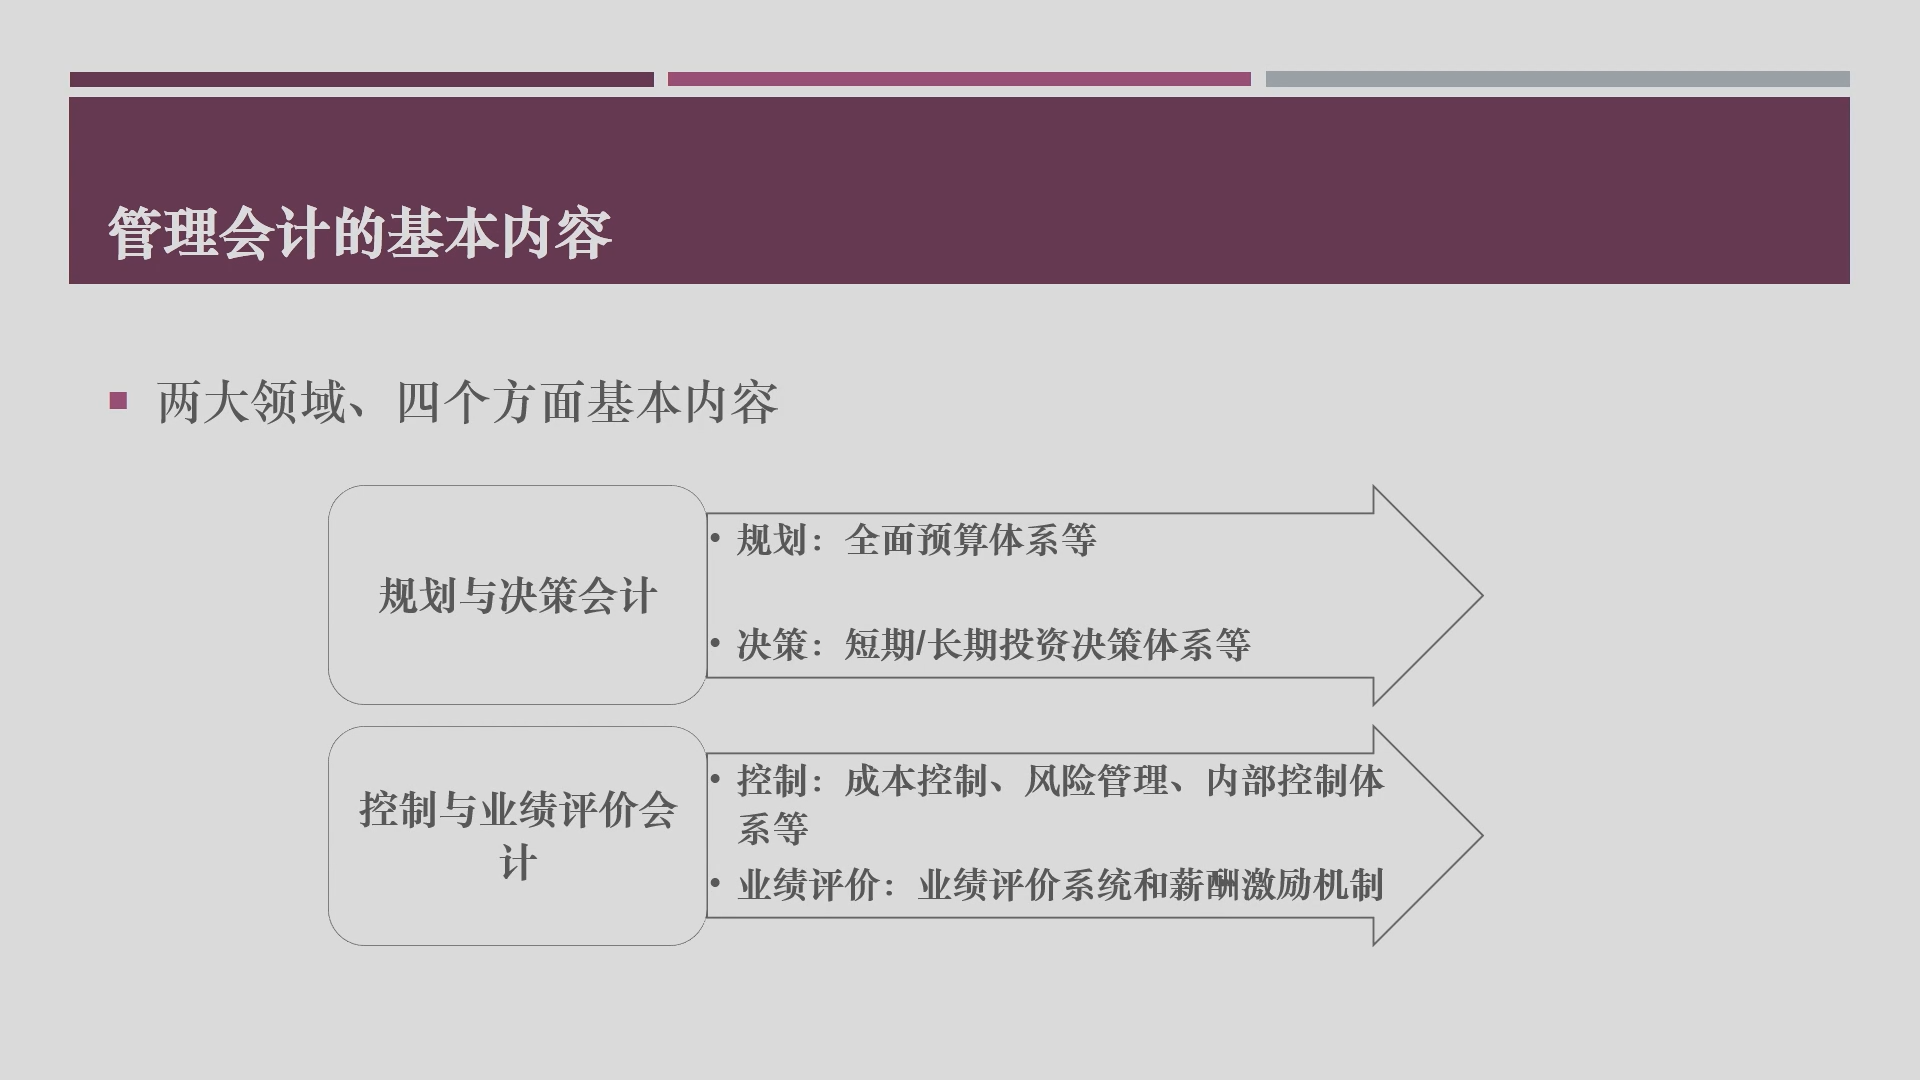 管理会计的基本内容
两大领域、四个方面基本内容
规划与决策会计
• 规划：全面预算体系等
• 决策：短期/长期投资决策体系等
控制与业绩评价会
计
• 控制：成本控制、风险管理、内部控制体
系等
• 业绩评价：业绩评价系统和薪酬激励机制